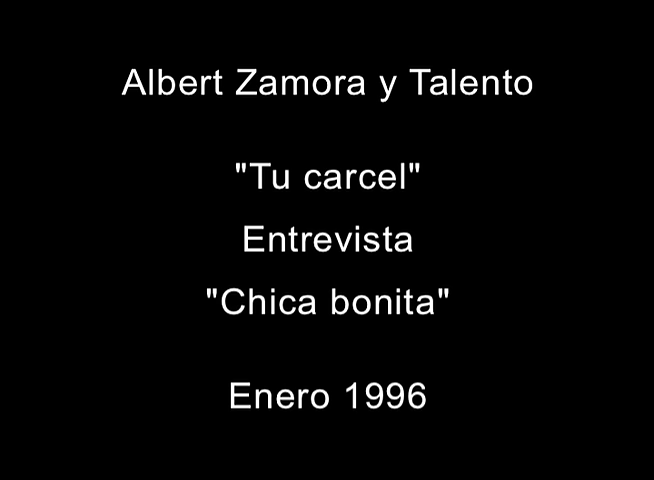 Albert Zamora y Talento
"Tu carcel"
Entrevista
"Chica bonita"
Enero 1996